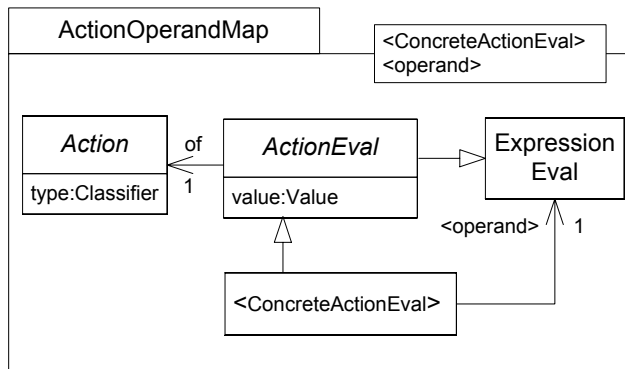 ActionOperandMap
<ConcreteActionEval>
<operand>
Action
type:Classifier
of
1
ActionEval
value:Value
Expression
Eval
<operand>
1
<ConcreteActionEval>